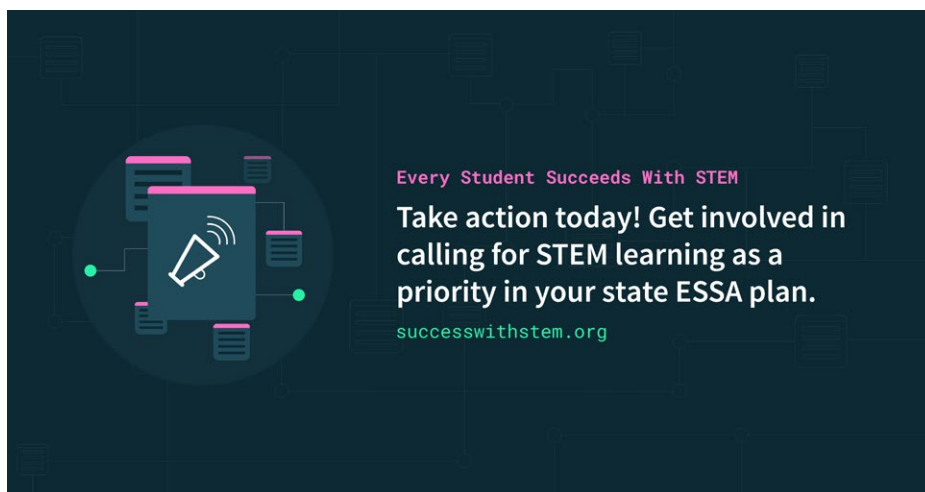 Every Student Succeeds With STEM
Take action today! Get involved in
calling for STEM learning as a
priority in your state ESSA plan.
successwithstem.org